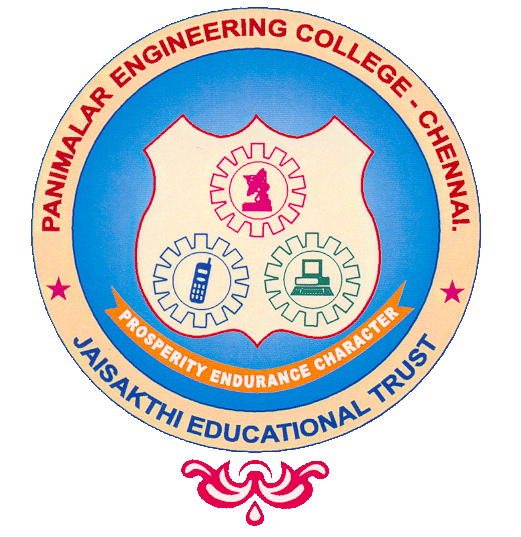 PANIMALAR ENGINEERING COLLEGE - CHENNAI.
PROSPERITY ENDURANCE CHARACTER
JAISAKTHI EDUCATIONAL TRUST